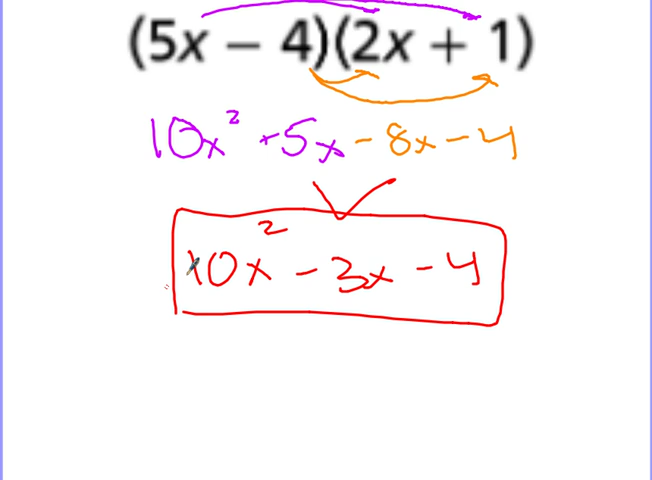 (5x – 4)(2x + 1)
10x² +5x - 8x - 4
10x² - 3x - 4